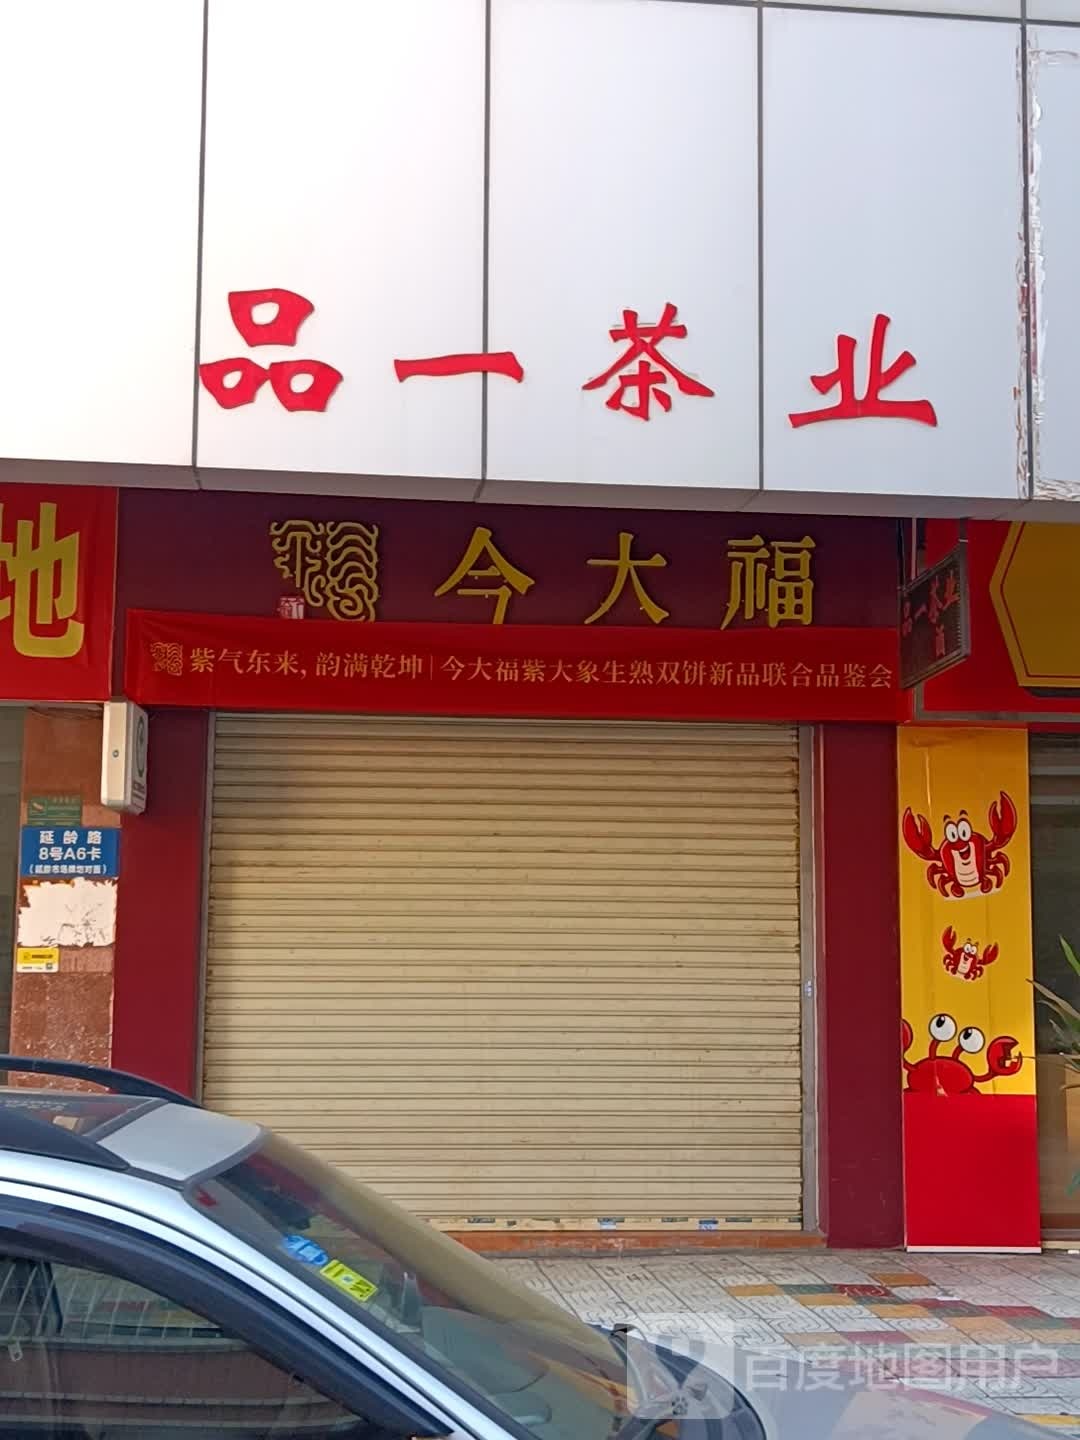 品一茶业
地
今大福
品一茶业
紫气东来,韵满乾坤|今大福紫大象生熟双饼新品联合品鉴会
延龄路
8号A6卡
百度地图用户